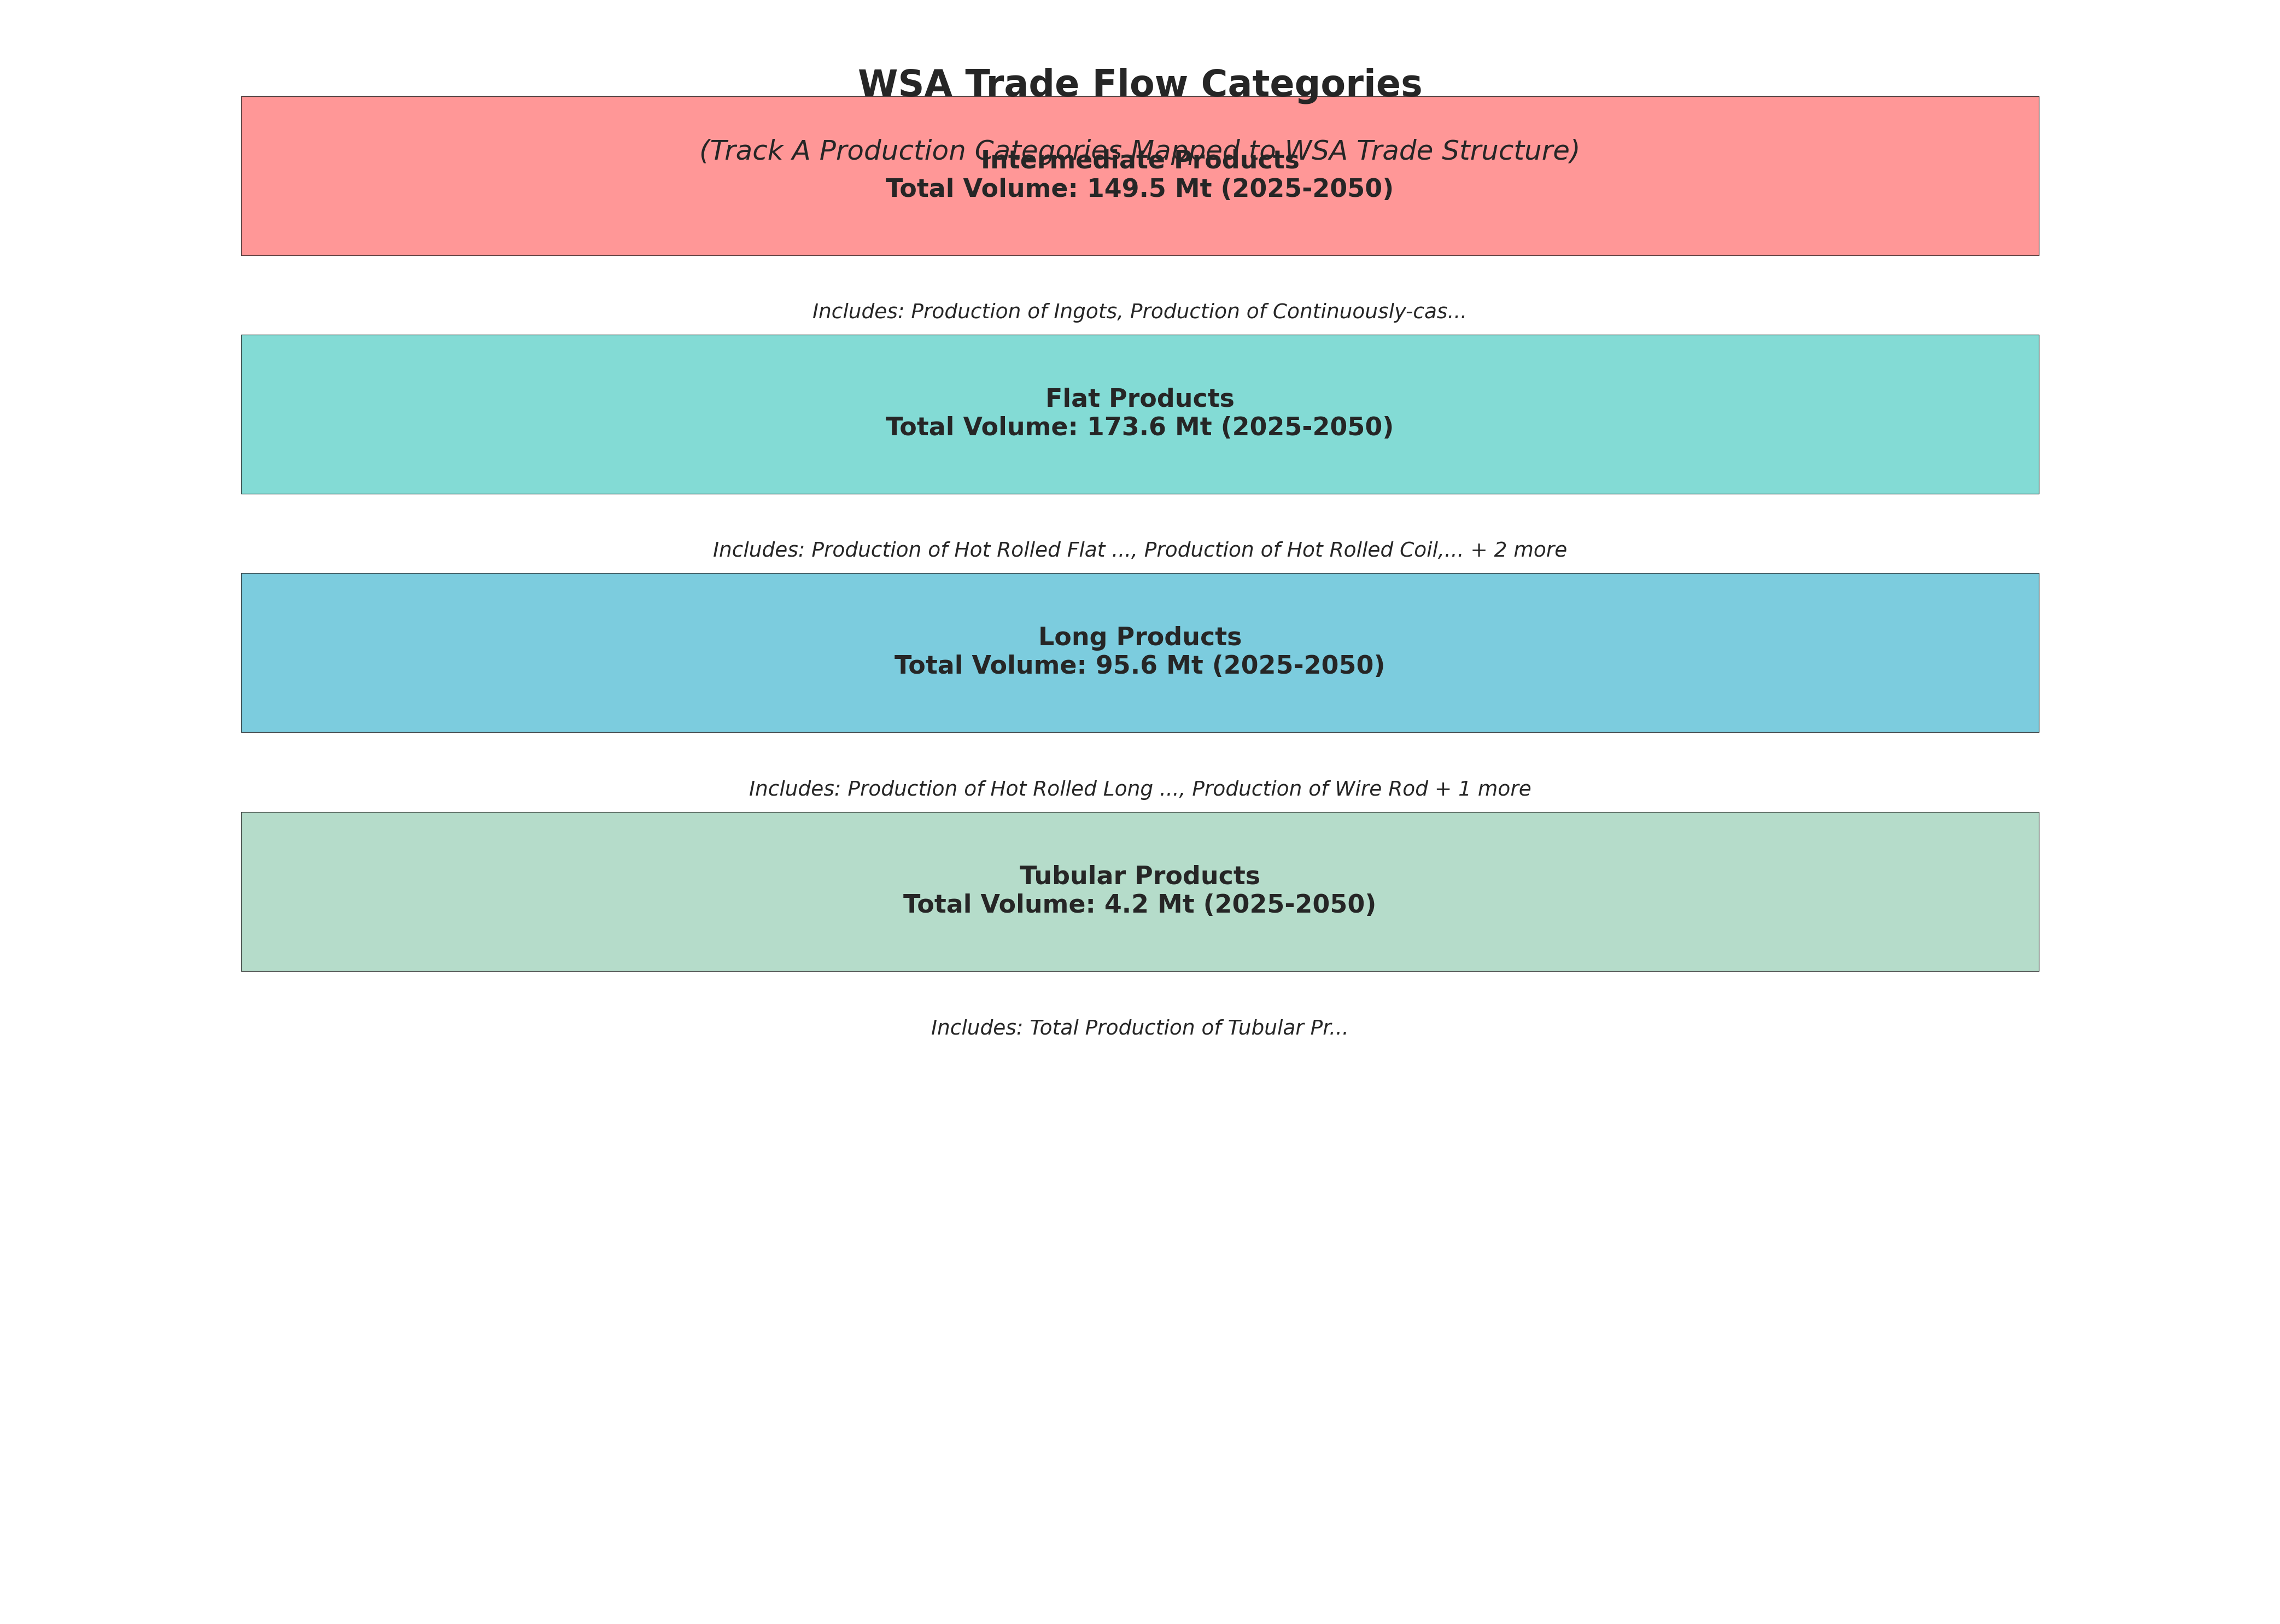 WSA Trade Flow Categories
(Track A Production Categories Mapped to WSA Trade Structure)
Intermediate Products
Total Volume: 149.5 Mt (2025-2050)
Includes: Production of Ingots, Production of Continuously-cas...
Flat Products
Total Volume: 173.6 Mt (2025-2050)
Includes: Production of Hot Rolled Flat ..., Production of Hot Rolled Coil,... + 2 more
Long Products
Total Volume: 95.6 Mt (2025-2050)
Includes: Production of Hot Rolled Long ..., Production of Wire Rod + 1 more
Tubular Products
Total Volume: 4.2 Mt (2025-2050)
Includes: Total Production of Tubular Pr...